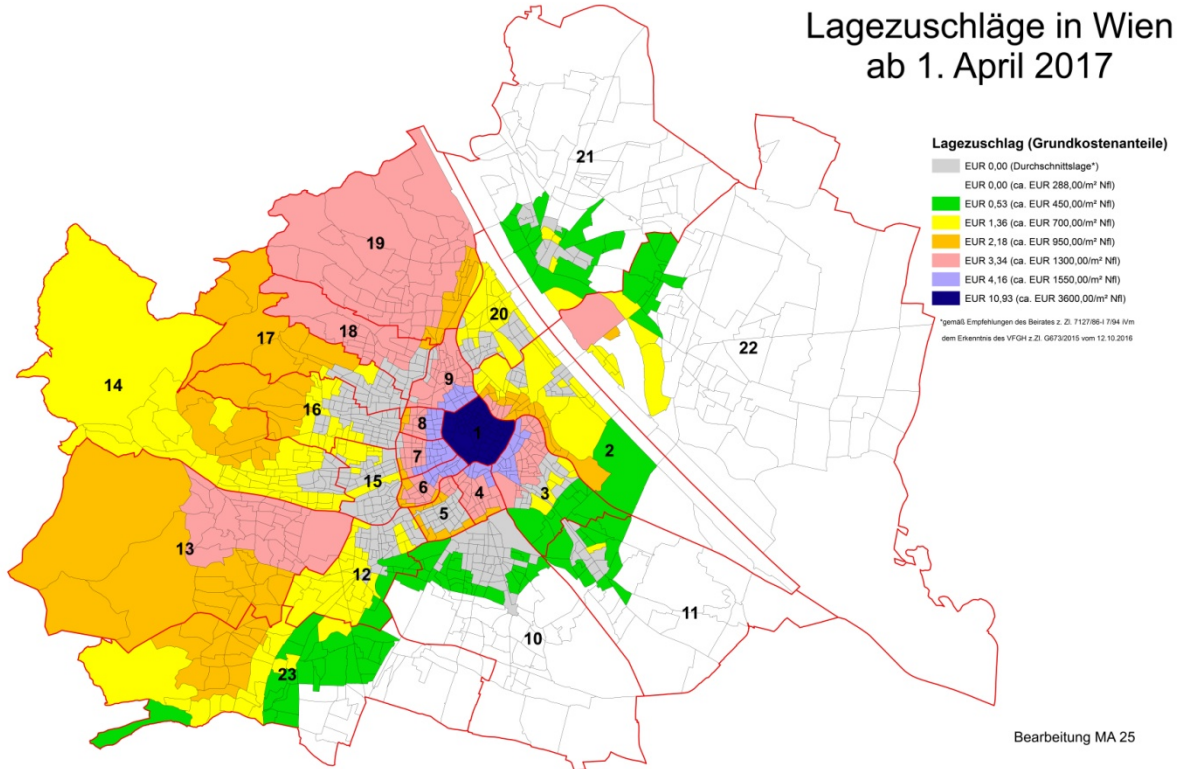 Lagezuschläge in Wien
ab 1. April 2017
Lagezuschlag (Grundkostenanteile)
EUR 0,00 (Durchschnittslage*)
EUR 0,00 (ca. EUR 288,00/m² Nfl)
EUR 0,53 (ca. EUR 450,00/m² Nfl)
EUR 1,36 (ca. EUR 700,00/m² Nfl)
EUR 2,18 (ca. EUR 950,00/m² Nfl)
EUR 3,34 (ca. EUR 1300,00/m² Nfl)
EUR 4,16 (ca. EUR 1550,00/m² Nfl)
EUR 10,93 (ca. EUR 3600,00/m² Nfl)
*gemäß Empfehlungen des Beirates z. Zl. 7127/86-I 7/94 iVm
dem Erkenntnis des VFGH z.Zl. G673/2015 vom 12.10.2016
21
19
20
22
18
17
14
9
16
8
1
2
7
15
6
4
3
5
13
12
11
10
23
Bearbeitung MA 25